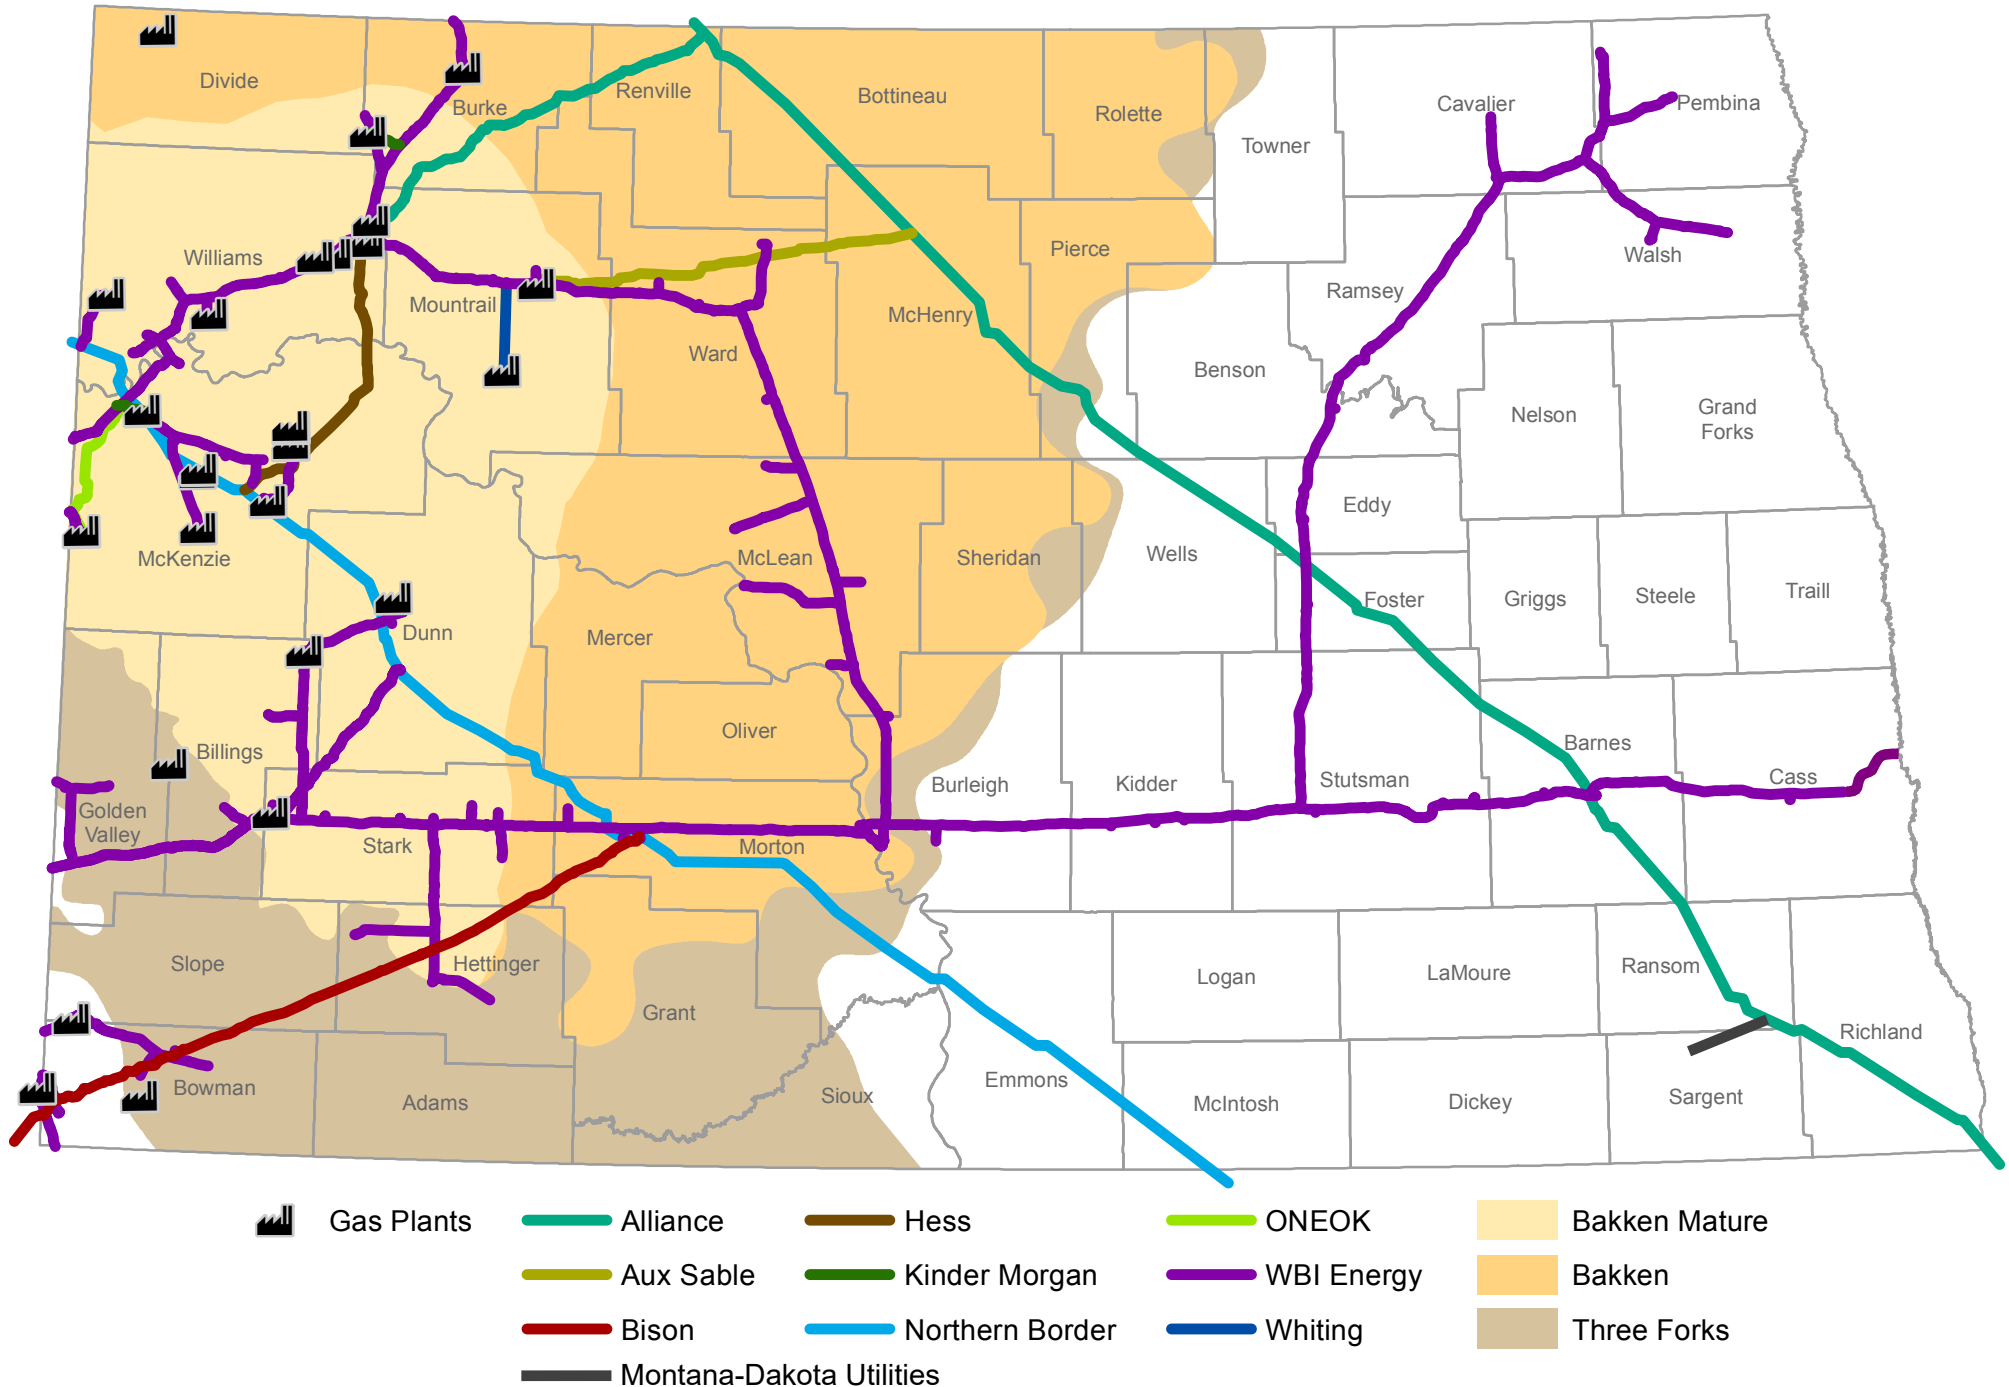 Divide
Burke
Renville
Bottineau
Rolette
Towner
Cavalier
Pembina
Williams
Mountrail
Ward
McHenry
Pierce
Benson
Ramsey
Walsh
Nelson
Grand
Forks
McKenzie
Dunn
Mercer
McLean
Sheridan
Wells
Eddy
Foster
Griggs
Steele
Traill
Golden
Valley
Billings
Stark
Oliver
Morton
Burleigh
Kidder
Stutsman
Barnes
Cass
Slope
Hettinger
Grant
Bowman
Adams
Sioux
Emmons
Logan
McIntosh
LaMoure
Dickey
Ransom
Sargent
Richland
Gas Plants
Alliance
Aux Sable
Bison
Montana-Dakota Utilities
Hess
Kinder Morgan
Northern Border
ONEOK
WBI Energy
Whiting
Bakken Mature
Bakken
Three Forks